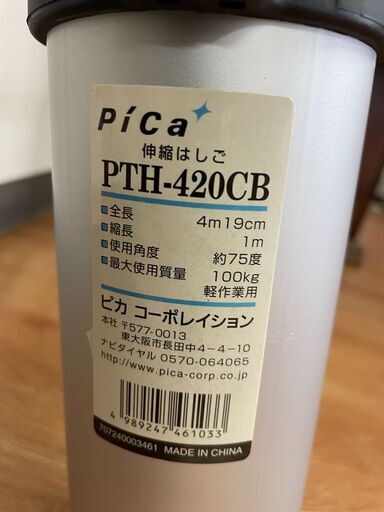 PiCa
伸縮はしご
PTH-420CB
全長 4m19cm
縮長 1m
使用角度 約75度
最大使用質量 100kg
軽作業用
ピカ コーポレイション
本社 〒577-0013
東大阪市長田中4-4-10
ナビダイヤル 0570-064065
http://www.pica-corp.co.jp
4 989247 461033
707240003461 MADE IN CHINA